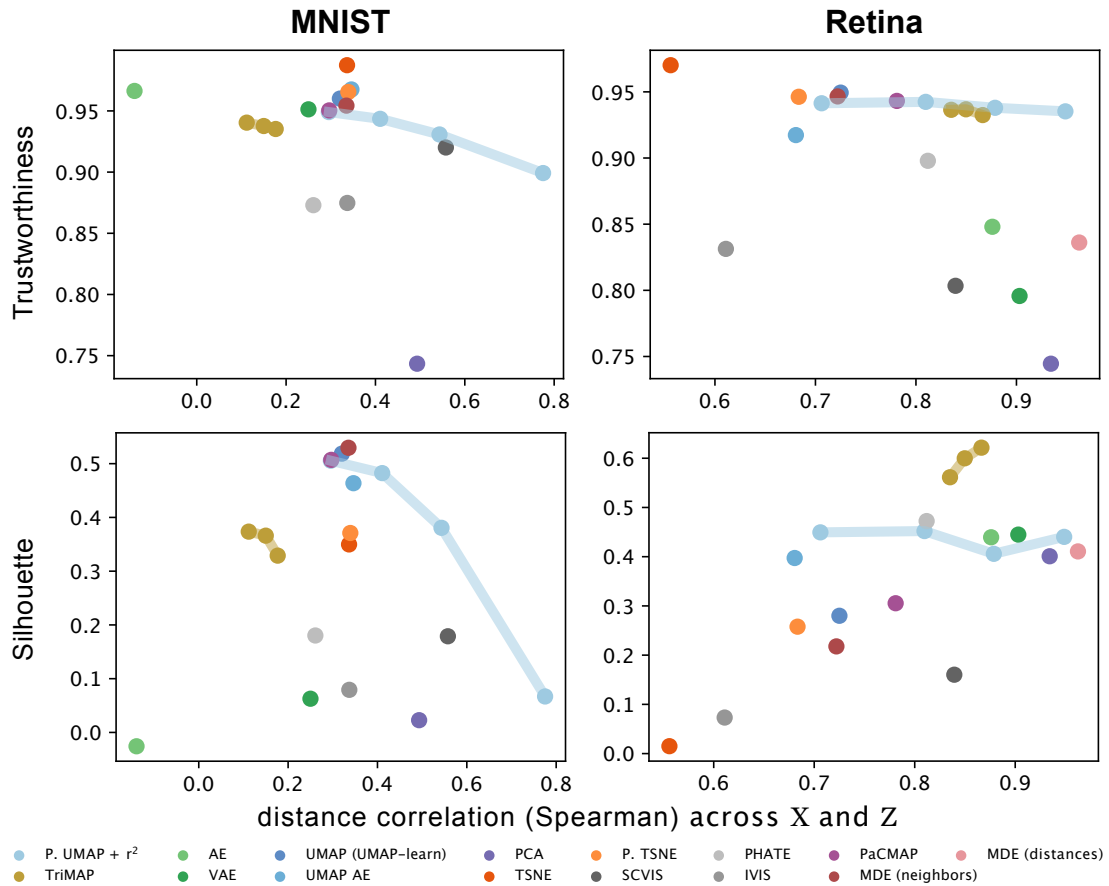 MNIST
Retina
Trustworthiness
0.95
0.90
0.85
0.80
0.75
0.0 0.2 0.4 0.6 0.8
0.95
0.90
0.85
0.80
0.75
0.6 0.7 0.8 0.9
Silhouette
0.5
0.4
0.3
0.2
0.1
0.0
0.0 0.2 0.4 0.6 0.8
0.6
0.5
0.4
0.3
0.2
0.1
0.0
0.6 0.7 0.8 0.9
distance correlation (Spearman) across X and Z
P. UMAP + r² AE UMAP (UMAP-learn) PCA P. TSNE PHATE PaCMAP MDE (distances)
TriMAP VAE UMAP AE TSNE SCVIS IVIS MDE (neighbors)